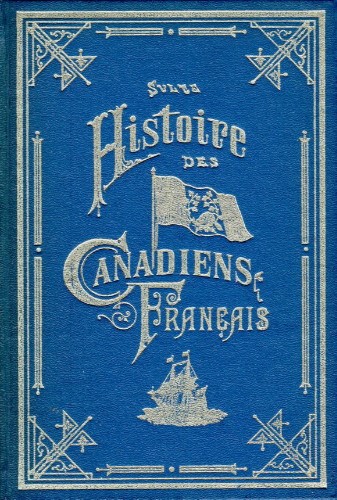 SULTE
Histoire
DES
CANADIENS
FRANÇAIS